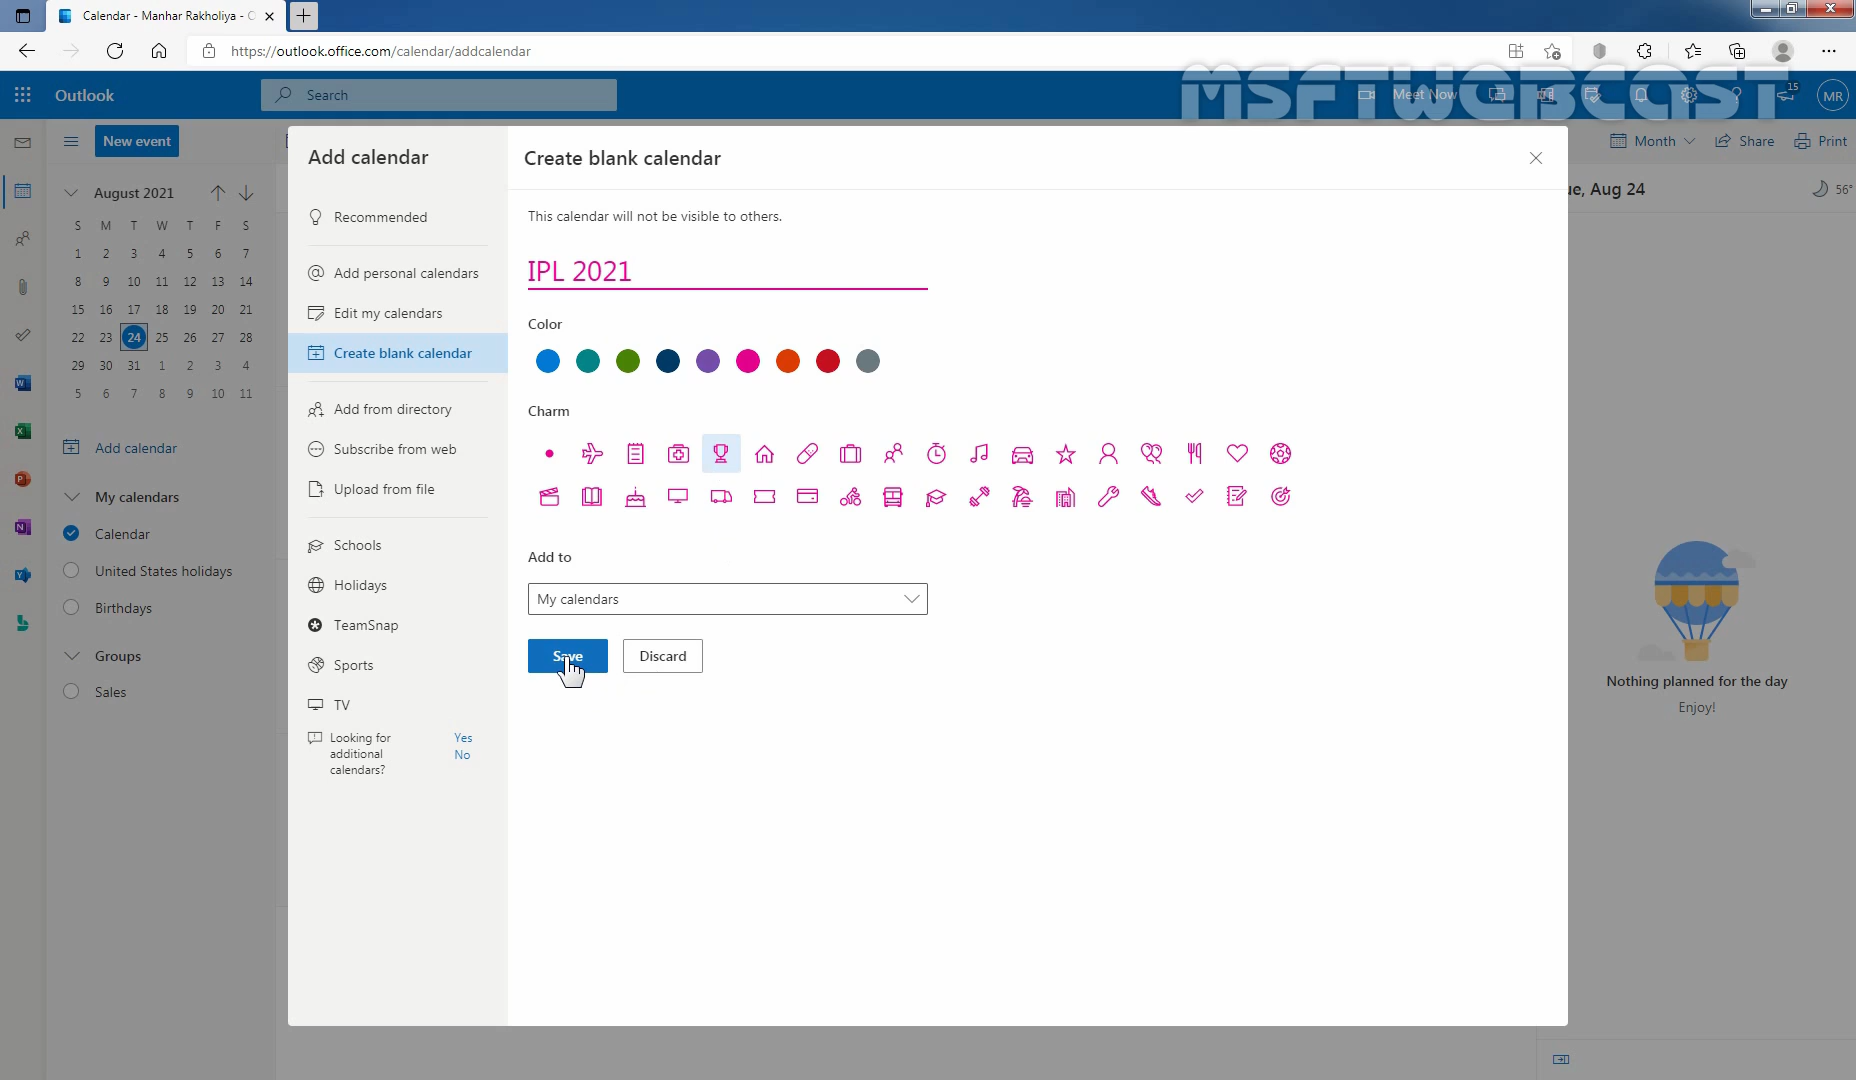 Calendar - Manhar Rakholiya - O
https://outlook.office.com/calendar/addcalendar
MSFTWEBCAST
Outlook
Search
Meet Now
15
MR
New event
Month
Share
Print
August 2021
S M T W T F S
1 2 3 4 5 6 7
8 9 10 11 12 13 14
15 16 17 18 19 20 21
22 23 24 25 26 27 28
29 30 31 1 2 3 4
5 6 7 8 9 10 11
Add calendar
My calendars
Calendar
United States holidays
Birthdays
Groups
Sales
Add calendar
Recommended
Add personal calendars
Edit my calendars
Create blank calendar
Add from directory
Subscribe from web
Upload from file
Schools
Holidays
TeamSnap
Sports
TV
Looking for
additional
calendars?
Yes
No
Create blank calendar
This calendar will not be visible to others.
IPL 2021
Color
Charm
Add to
My calendars
Save
Discard
ue, Aug 24
56°
Nothing planned for the day
Enjoy!